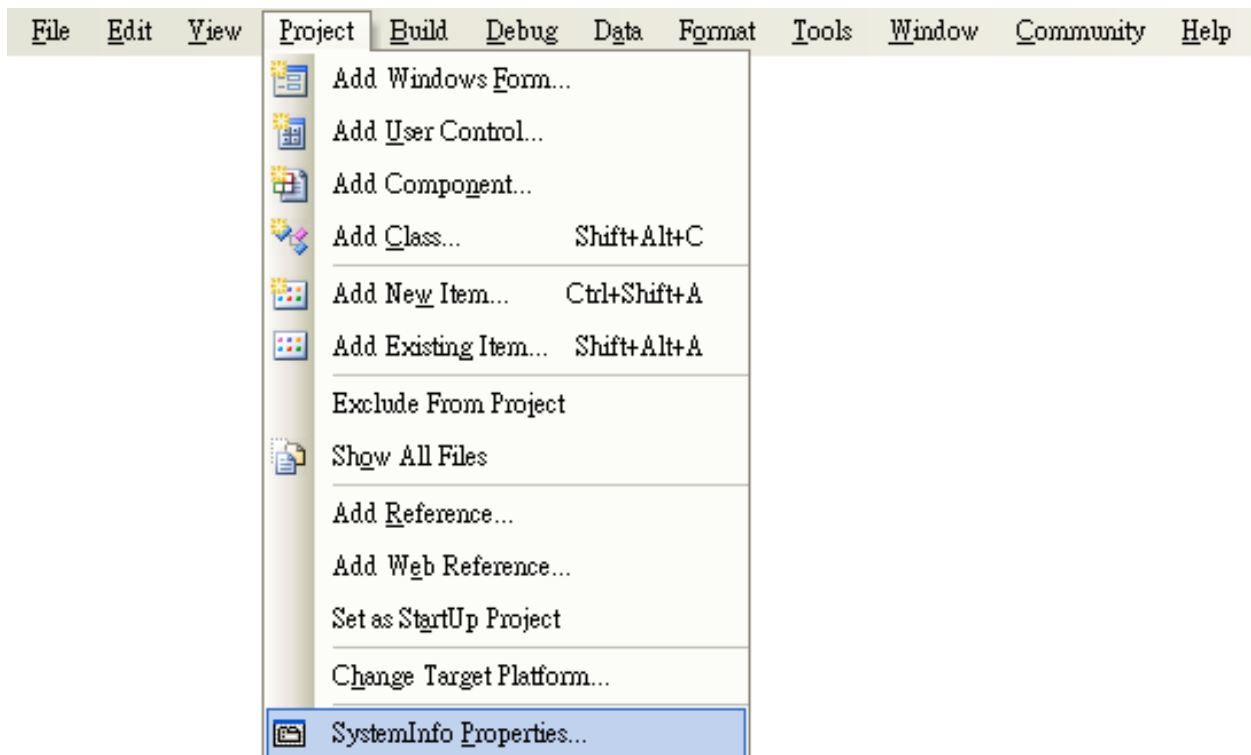 File Edit View Project Build Debug Data Format Tools Window Community Help
Add Windows Form...
Add User Control...
Add Component...
Add Class... Shift+Alt+C
Add New Item... Ctrl+Shift+A
Add Existing Item... Shift+Alt+A
Exclude From Project
Show All Files
Add Reference...
Add Web Reference...
Set as StartUp Project
Change Target Platform...
SystemInfo Properties...